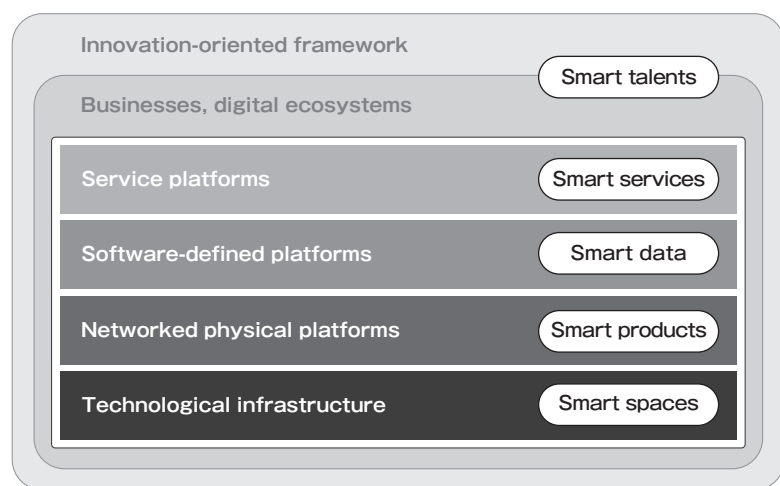 Innovation-oriented framework
Smart talents
Businesses, digital ecosystems
Service platforms
Smart services
Software-defined platforms
Smart data
Networked physical platforms
Smart products
Technological infrastructure
Smart spaces